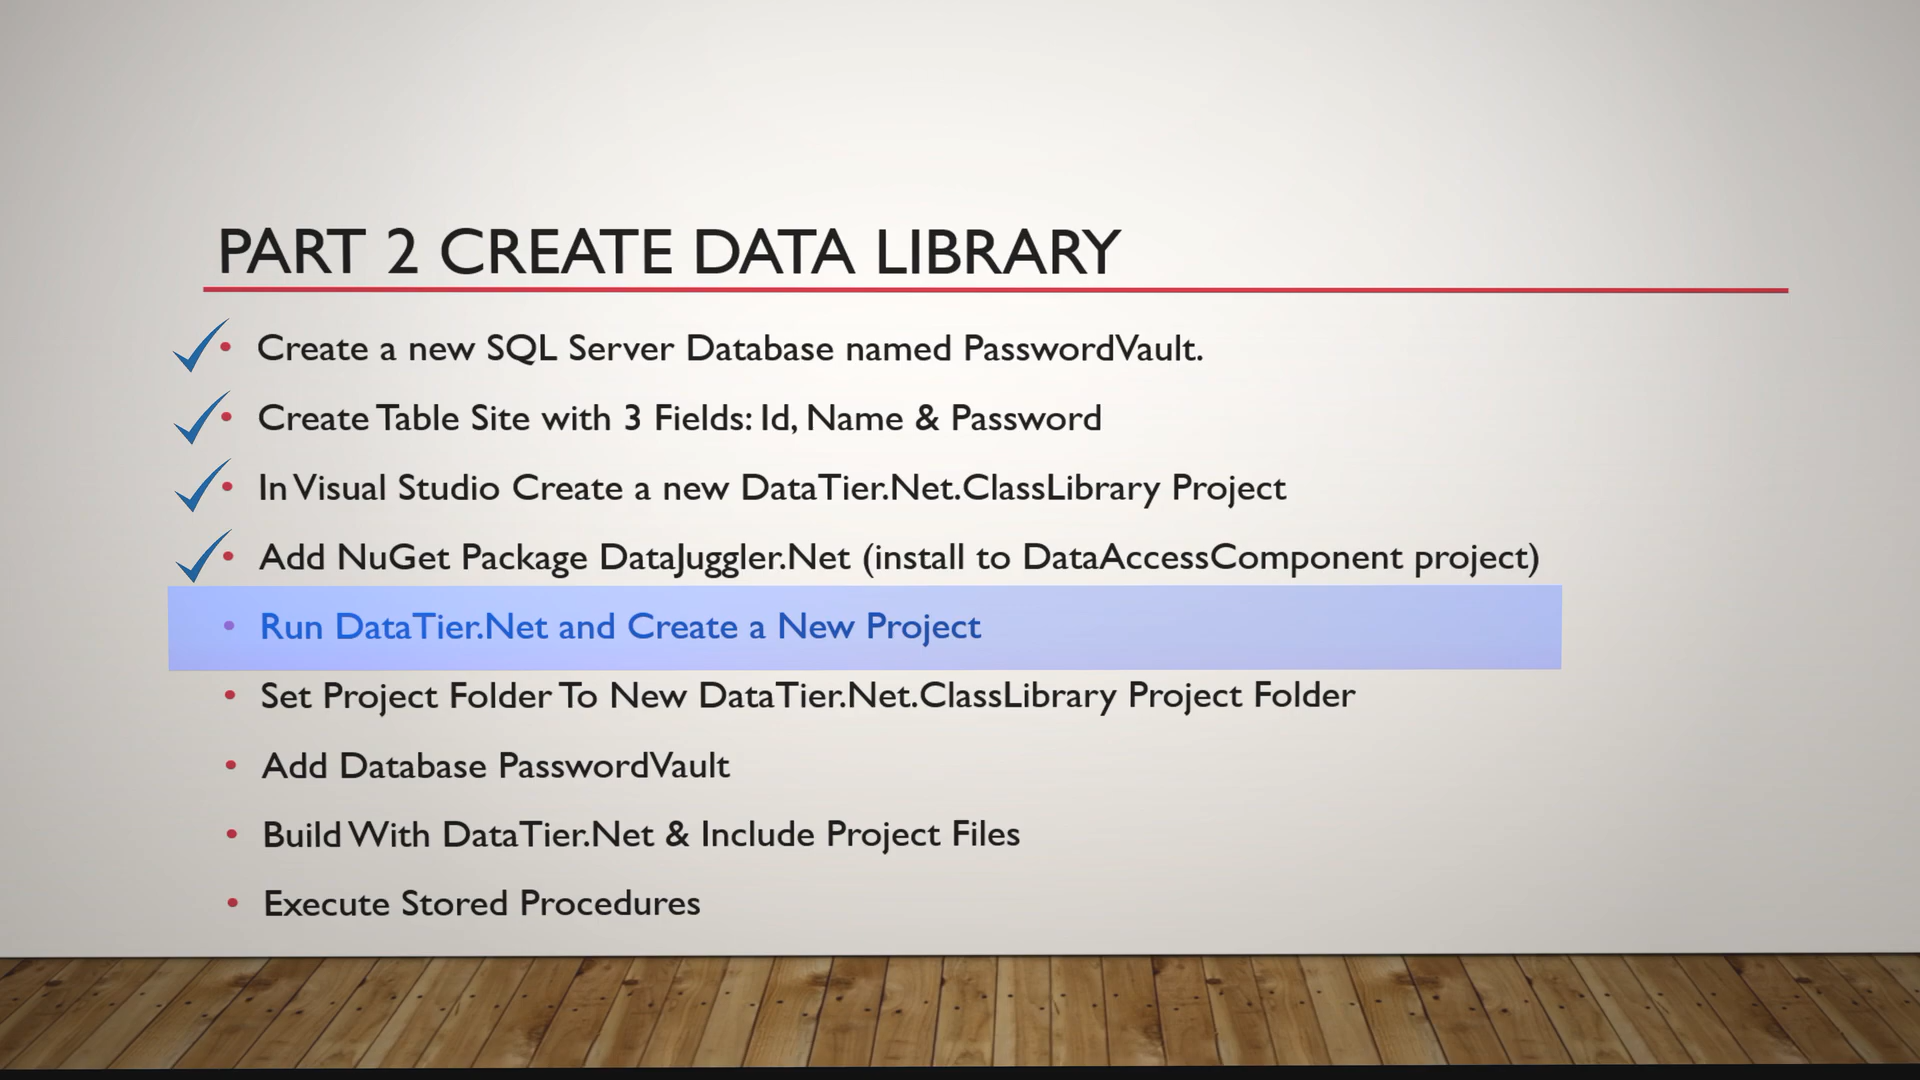 PART 2 CREATE DATA LIBRARY
Create a new SQL Server Database named PasswordVault.
Create Table Site with 3 Fields: Id, Name & Password
In Visual Studio Create a new DataTier.Net.ClassLibrary Project
Add NuGet Package DataJuggler.Net (install to DataAccessComponent project)
Run DataTier.Net and Create a New Project
Set Project Folder To New DataTier.Net.ClassLibrary Project Folder
Add Database PasswordVault
Build With DataTier.Net & Include Project Files
Execute Stored Procedures